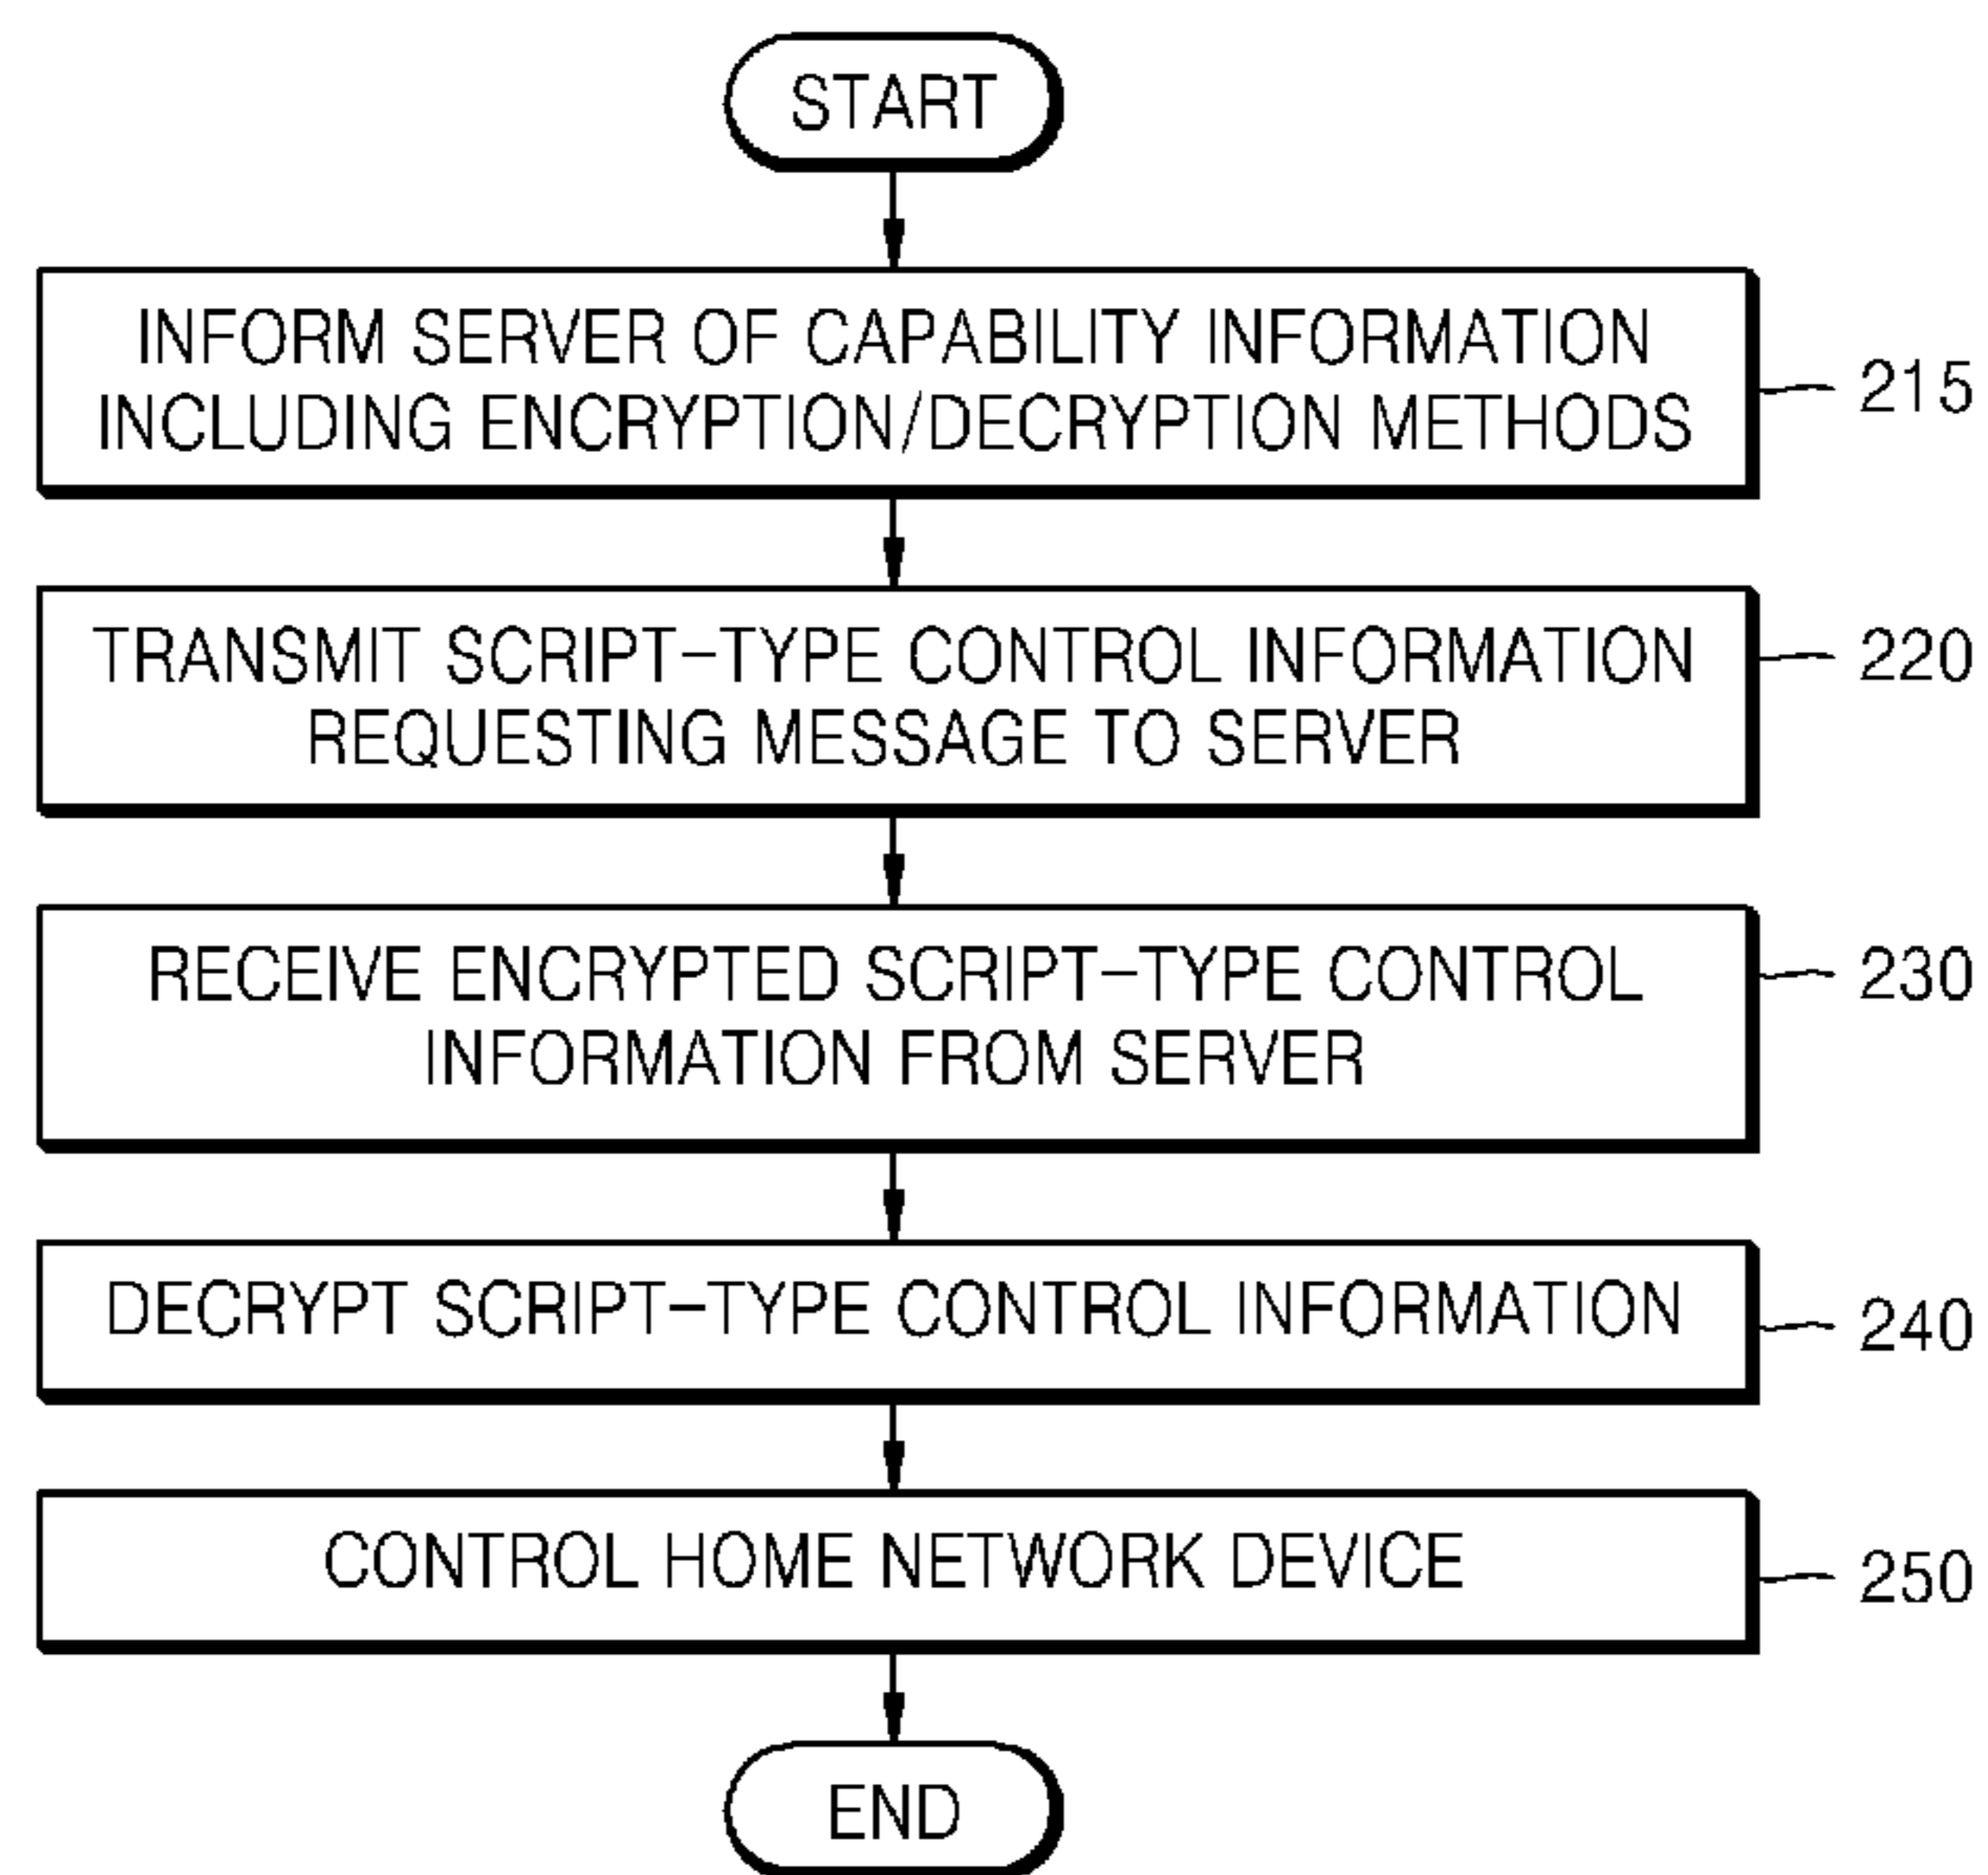 START
INFORM SERVER OF CAPABILITY INFORMATION
INCLUDING ENCRYPTION/DECRYPTION METHODS
215
TRANSMIT SCRIPT-TYPE CONTROL INFORMATION
REQUESTING MESSAGE TO SERVER
220
RECEIVE ENCRYPTED SCRIPT-TYPE CONTROL
INFORMATION FROM SERVER
230
DECRYPT SCRIPT-TYPE CONTROL INFORMATION
240
CONTROL HOME NETWORK DEVICE
250
END